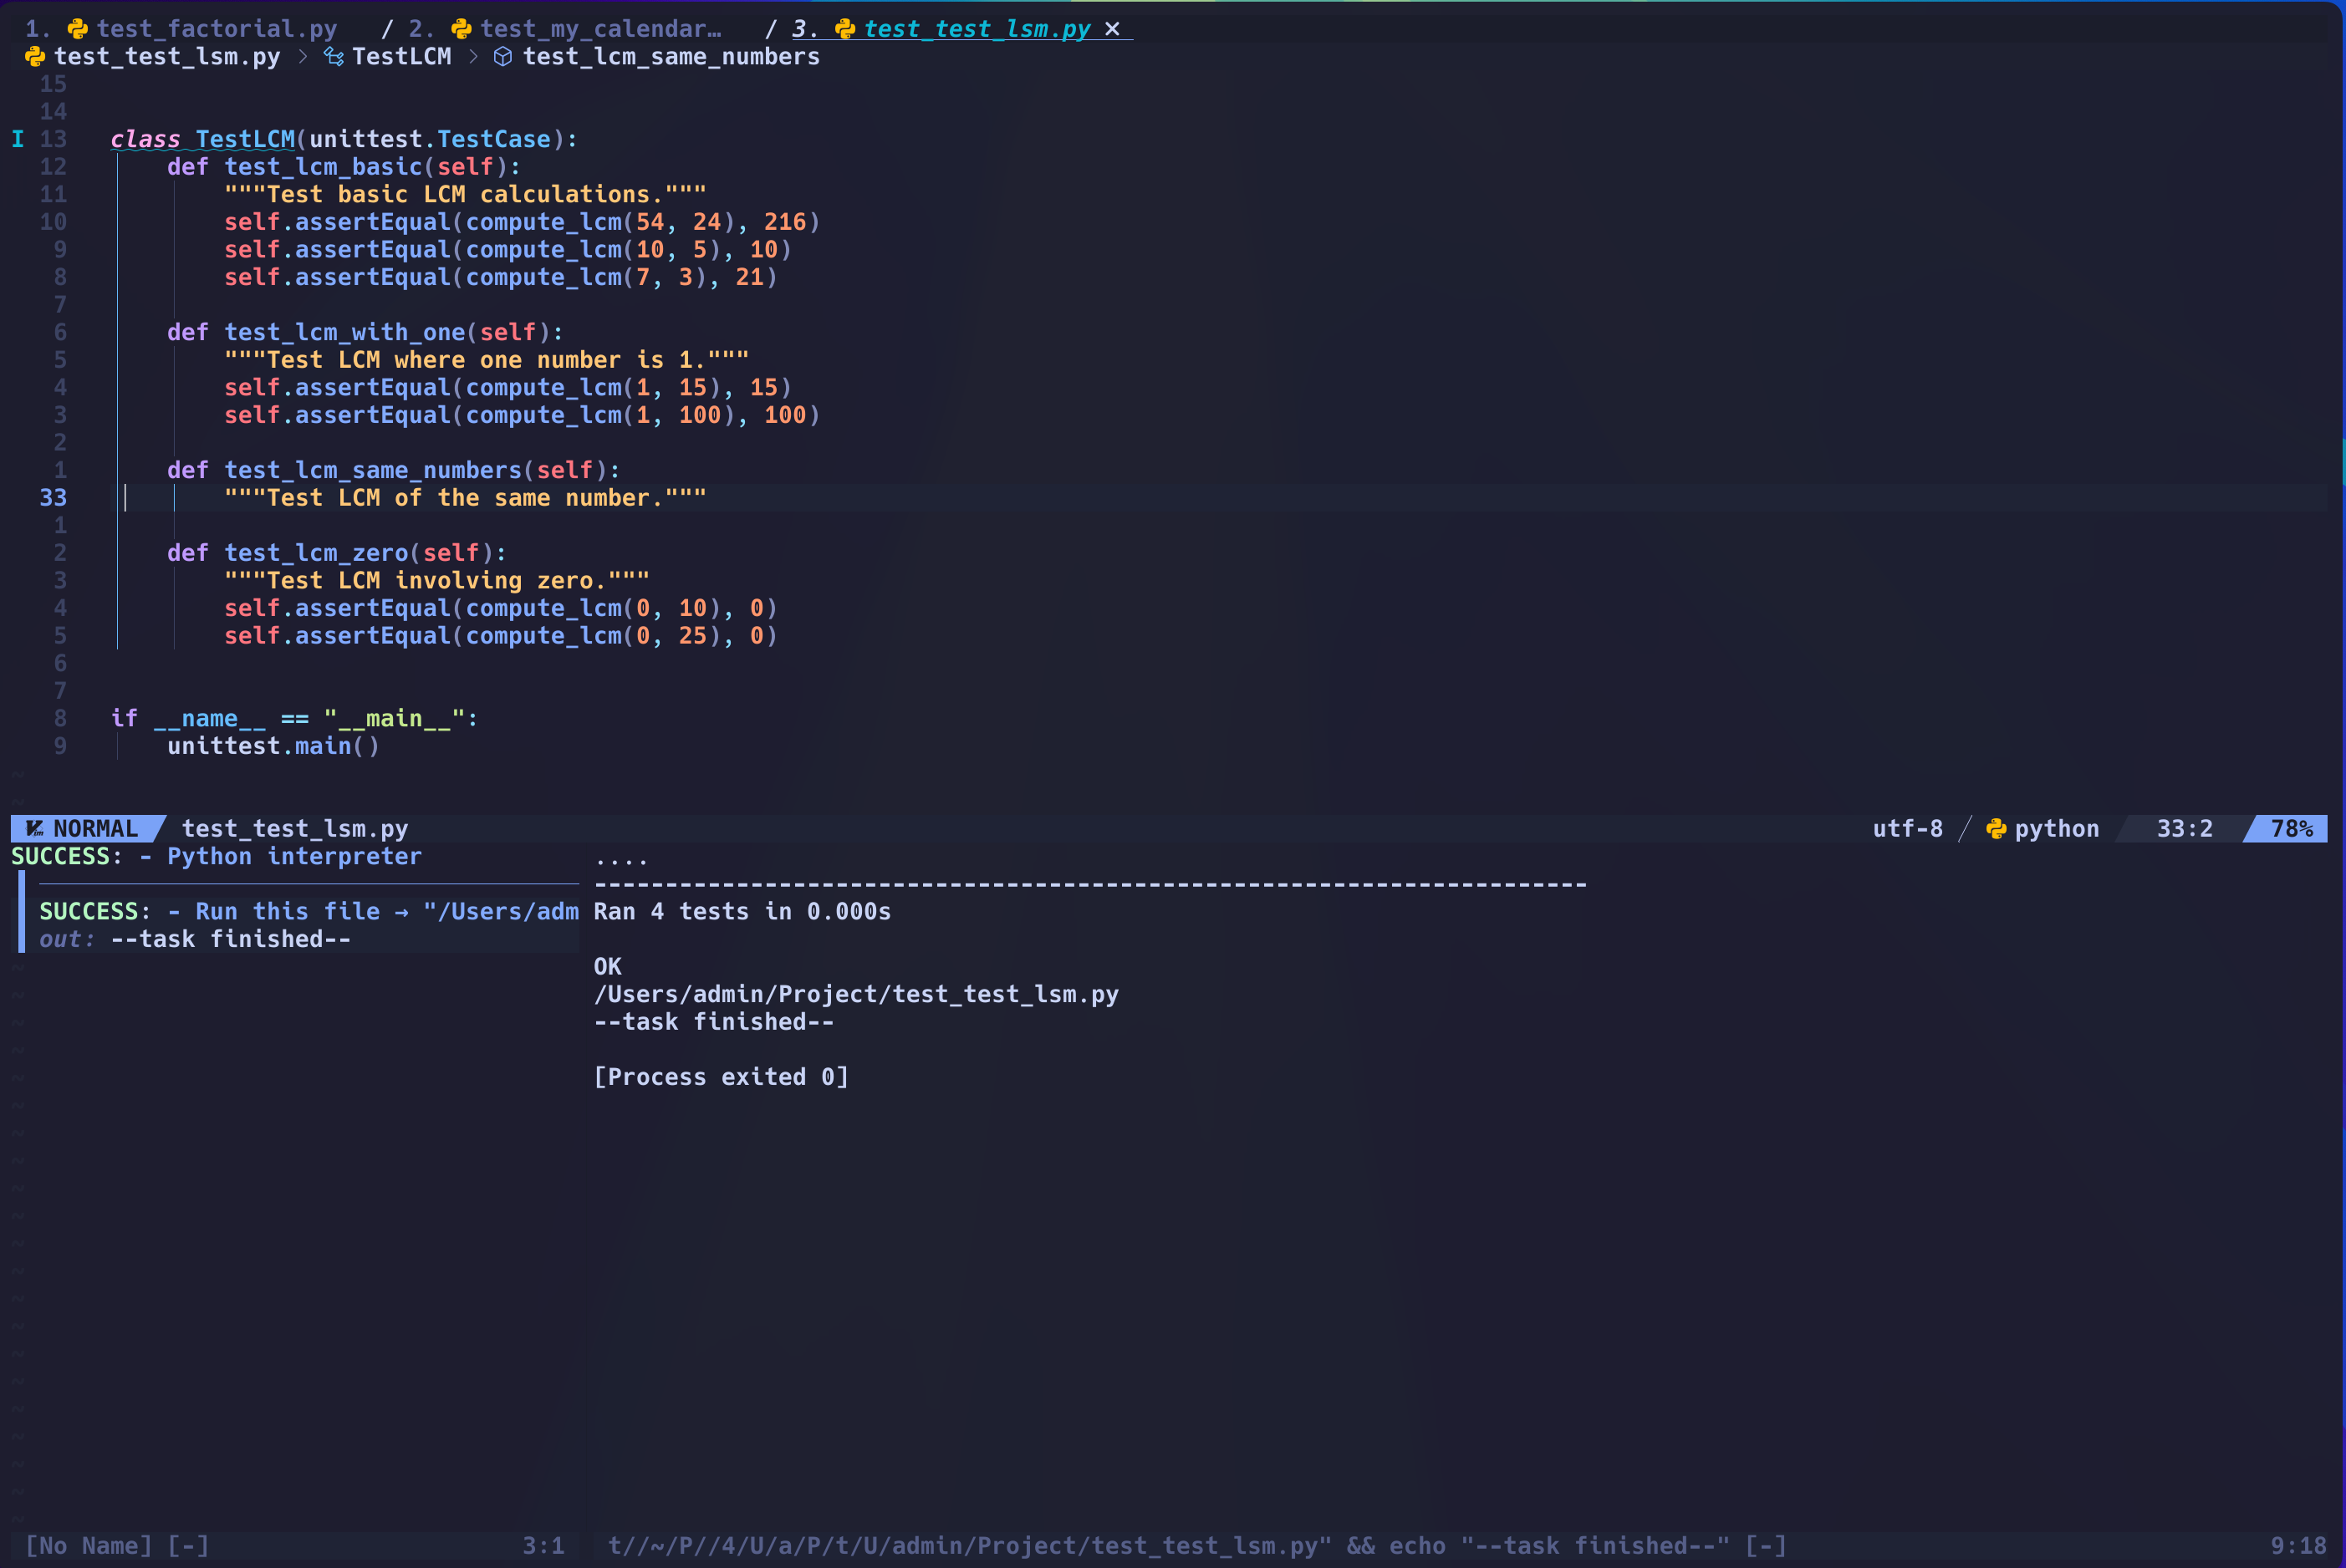 1. test_factorial.py / 2. test_my_calendar… / 3. test_test_lsm.py ✕
test_test_lsm.py > TestLCM > test_lcm_same_numbers
15
14
I 13 class TestLCM(unittest.TestCase):
12 def test_lcm_basic(self):
11 """Test basic LCM calculations."""
10 self.assertEqual(compute_lcm(54, 24), 216)
9 self.assertEqual(compute_lcm(10, 5), 10)
8 self.assertEqual(compute_lcm(7, 3), 21)
7
6 def test_lcm_with_one(self):
5 """Test LCM where one number is 1."""
4 self.assertEqual(compute_lcm(1, 15), 15)
3 self.assertEqual(compute_lcm(1, 100), 100)
2
1 def test_lcm_same_numbers(self):
33 """Test LCM of the same number."""
1
2 def test_lcm_zero(self):
3 """Test LCM involving zero."""
4 self.assertEqual(compute_lcm(0, 10), 0)
5 self.assertEqual(compute_lcm(0, 25), 0)
6
7
8 if __name__ == "__main__":
9 unittest.main()
NORMAL test_test_lsm.py utf-8 / python 33:2 78%
SUCCESS: - Python interpreter
SUCCESS: - Run this file → "/Users/adm
out: --task finished--
....
----------------------------------------------------------------------
Ran 4 tests in 0.000s
OK
/Users/admin/Project/test_test_lsm.py
--task finished--
[Process exited 0]
[No Name] [-] 3:1
t//~/P//4/U/a/P/t/U/admin/Project/test_test_lsm.py" && echo "--task finished--" [-] 9:18